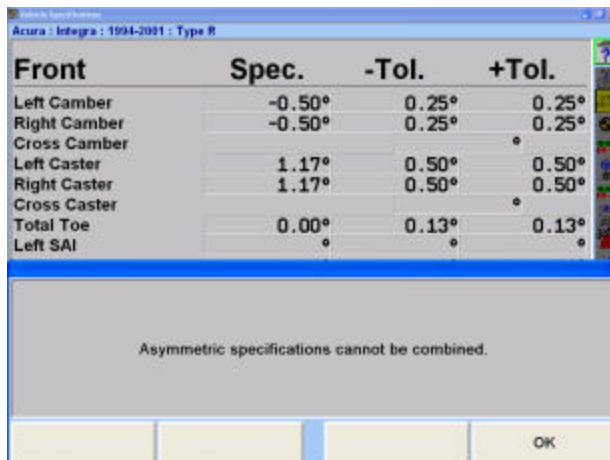 Vehicle Specifications
Acura : Integra : 1994-2001 : Type R
Front Spec. -Tol. +Tol.
Left Camber -0.50° 0.25° 0.25°
Right Camber -0.50° 0.25° 0.25°
Cross Camber °
Left Caster 1.17° 0.50° 0.50°
Right Caster 1.17° 0.50° 0.50°
Cross Caster °
Total Toe 0.00° 0.13° 0.13°
Left SAI ° ° °
Asymmetric specifications cannot be combined.
OK